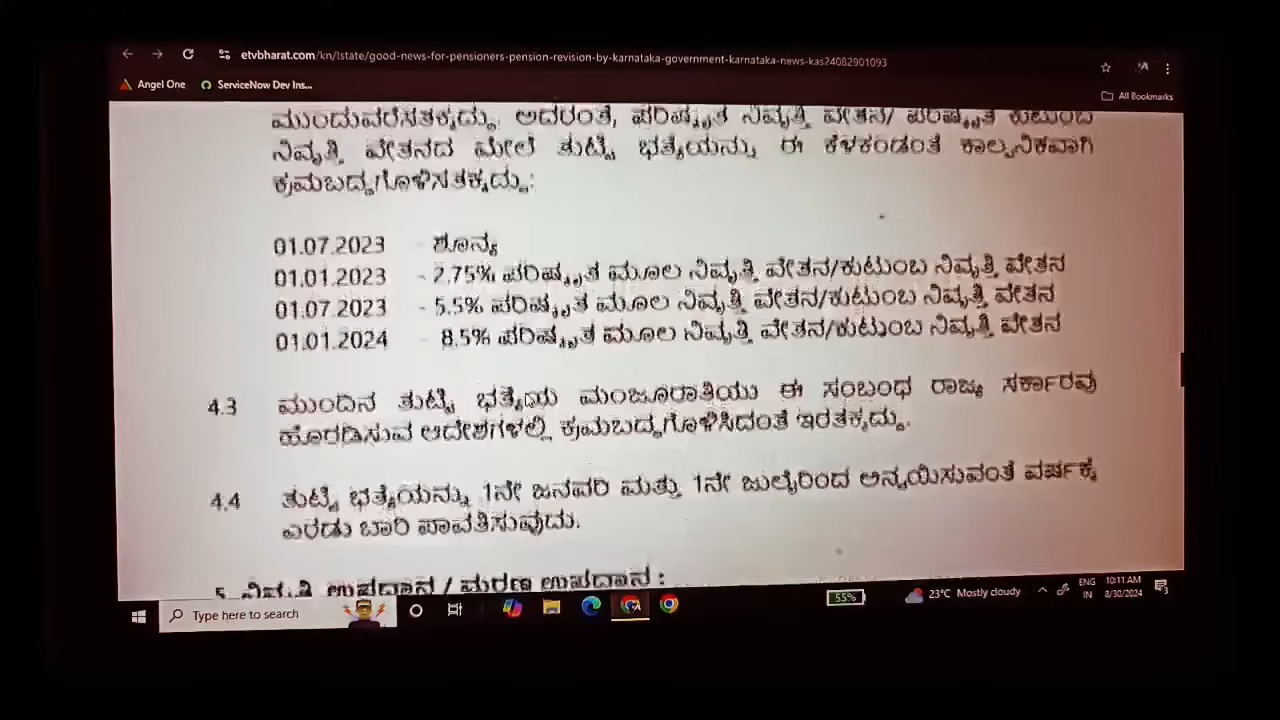 etvbharat.com/kn/!state/good-news-for-pensioners-pension-revision-by-karnataka-government-karnataka-news-kas24082901093
Angel One ServiceNow Dev Ins... All Bookmarks
ಮುಂದುವರೆಸತಕ್ಕದ್ದು. ಅದರಂತೆ, ಪರಿಷ್ಕೃತ ನಿವೃತ್ತಿ ವೇತನ/ ಪರಿಷ್ಕೃತ ಕುಟುಂಬ
ನಿವೃತ್ತಿ ವೇತನದ ಮೇಲೆ ತುಟ್ಟಿ ಭತ್ಯೆಯನ್ನು ಈ ಕೆಳಕಂಡಂತೆ ಕಾಲ್ಪನಿಕವಾಗಿ
ಕ್ರಮಬದ್ಧಗೊಳಿಸತಕ್ಕದ್ದು:
01.07.2023 - ಶೂನ್ಯ
01.01.2023 - 2.75% ಪರಿಷ್ಕೃತ ಮೂಲ ನಿವೃತ್ತಿ ವೇತನ/ಕುಟುಂಬ ನಿವೃತ್ತಿ ವೇತನ
01.07.2023 - 5.5% ಪರಿಷ್ಕೃತ ಮೂಲ ನಿವೃತ್ತಿ ವೇತನ/ಕುಟುಂಬ ನಿವೃತ್ತಿ ವೇತನ
01.01.2024 8.5% ಪರಿಷ್ಕೃತ ಮೂಲ ನಿವೃತ್ತಿ ವೇತನ/ಕುಟುಂಬ ನಿವೃತ್ತಿ ವೇತನ
4.3 ಮುಂದಿನ ತುಟ್ಟಿ ಭತ್ಯೆಯ ಮಂಜೂರಾತಿಯು ಈ ಸಂಬಂಧ ರಾಜ್ಯ ಸರ್ಕಾರವು
ಹೊರಡಿಸುವ ಆದೇಶಗಳಲ್ಲಿ ಕ್ರಮಬದ್ಧಗೊಳಿಸಿದಂತೆ ಇರತಕ್ಕದ್ದು.
4.4 ತುಟ್ಟಿ ಭತ್ಯೆಯನ್ನು 1ನೇ ಜನವರಿ ಮತ್ತು 1ನೇ ಜುಲೈರಿಂದ ಅನ್ವಯಿಸುವಂತೆ ವರ್ಷಕ್ಕೆ
ಎರಡು ಬಾರಿ ಪಾವತಿಸುವುದು.
5. ನಿವೃತ್ತಿ ಉಪದಾನ / ಮರಣ ಉಪದಾನ :
Type here to search 55% 23°C Mostly cloudy ENG 10:11 AM
IN 8/30/2024 3